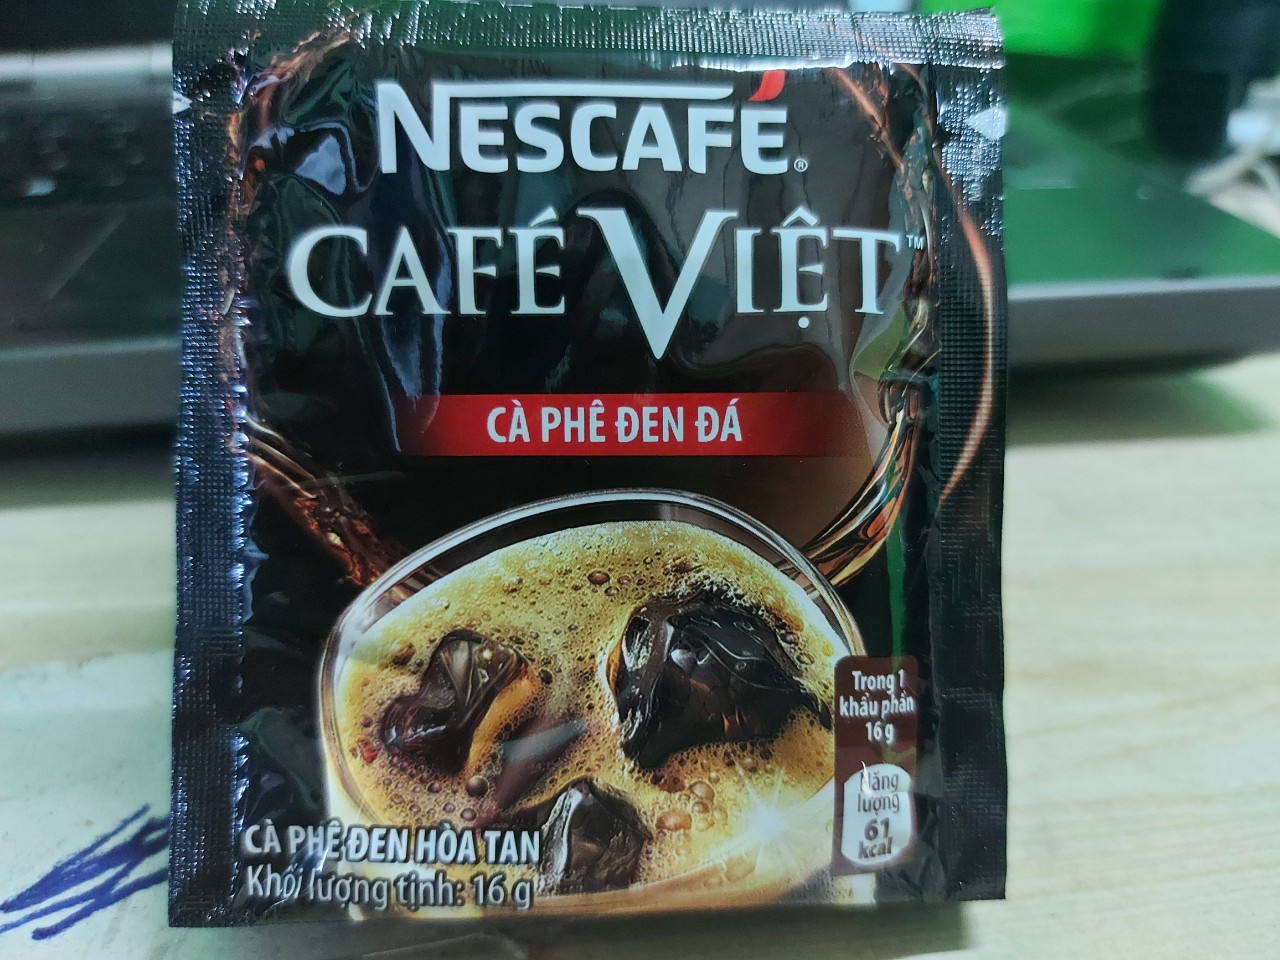 NESCAFÉ®
CAFÉ VIỆT™
CÀ PHÊ ĐEN ĐÁ
Trong 1
khẩu phần
16 g
Năng
lượng
61
kcal
CÀ PHÊ ĐEN HÒA TAN
Khối lượng tịnh: 16 g